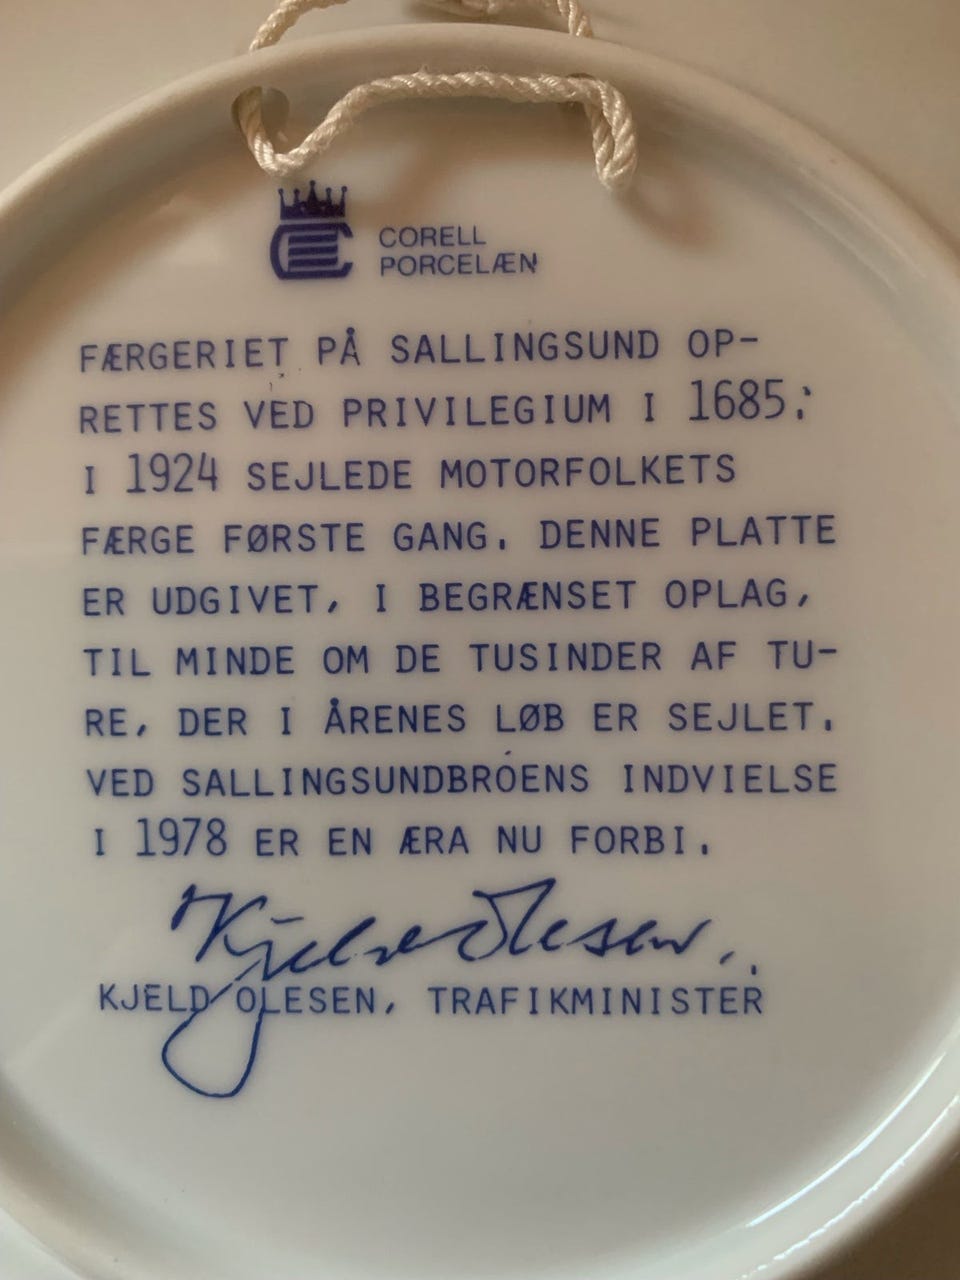 CORELL
PORCELÆN
FÆRGERIET PÅ SALLINGSUND OP-
RETTES VED PRIVILEGIUM I 1685.
I 1924 SEJLEDE MOTORFOLKETS
FÆRGE FØRSTE GANG. DENNE PLATTE
ER UDGIVET, I BEGRÆNSET OPLAG,
TIL MINDE OM DE TUSINDER AF TU-
RE, DER I ÅRENES LØB ER SEJLET.
VED SALLINGSUNDBROENS INDVIELSE
I 1978 ER EN ÆRA NU FORBI.
Kjeld Olesen
KJELD OLESEN, TRAFIKMINISTER